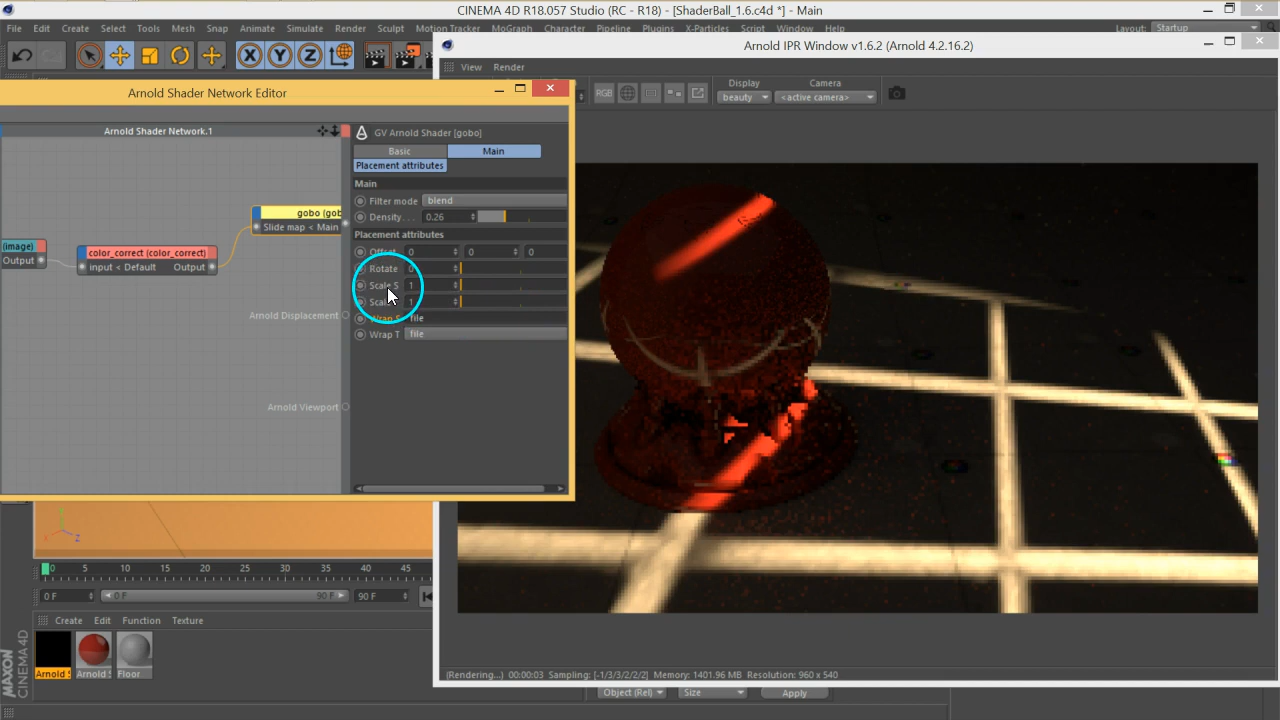 CINEMA 4D R18.057 Studio (RC - R18) - [ShaderBall_1.6.c4d *] - Main
File Edit Create Select Tools Mesh Snap Animate Simulate Render Sculpt Motion Tracker MoGraph Character Pipeline Plugins X-Particles Script Window Help Layout: Startup
Arnold IPR Window v1.6.2 (Arnold 4.2.16.2)
View Render
Display Camera
RGB beauty <active camera>
Arnold Shader Network Editor
Arnold Shader Network.1
GV Arnold Shader [gobo]
Basic Main
Placement attributes
Main
Filter mode blend
Density . . . 0.26
Placement attributes
Offset 0 0 0
Rotate 0
Scale S 1
Scale 1
Wrap S file
Wrap T file
gobo (gob
Slide map < Main
(image)
Output
color_correct (color_correct)
input < Default Output
Arnold Displacement
Arnold Viewport
X Y Z
Z
0 5 10 15 20 25 30 35 40 45
0 F 0 F 90 F 90 F
Create Edit Function Texture
Arnold S Arnold S Floor
MAXON
CINEMA 4D
(Rendering...) 00:00:03 Sampling: [-1/3/3/2/2/2] Memory: 1401.96 MB Resolution: 960 x 540
Object (Rel) Size Apply